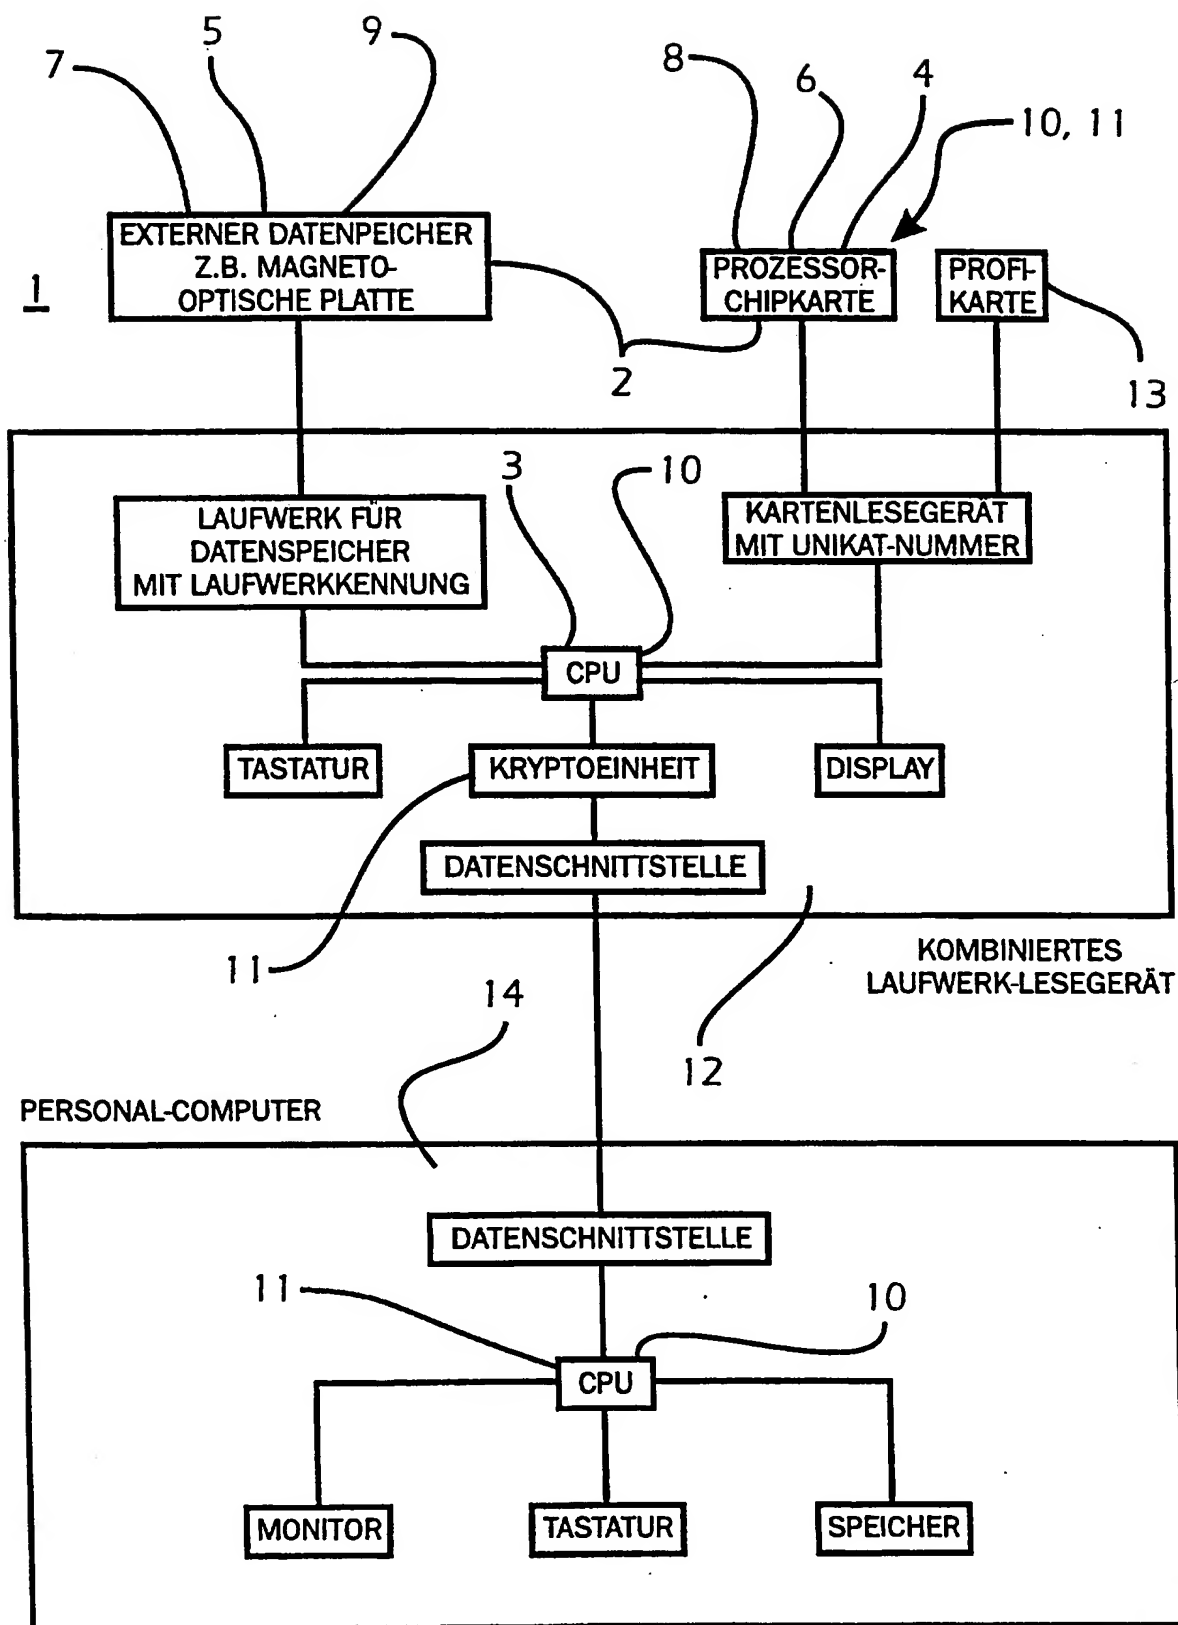 7
5
9
8
6
4
10, 11
EXTERNER DATENPEICHER
Z.B. MAGNETO-
OPTISCHE PLATTE
PROZESSOR-
CHIPKARTE
PROFI-
KARTE
1
2
13
3
10
LAUFWERK FÜR
DATENSPEICHER
MIT LAUFWERKKENNUNG
KARTENLESEGERÄT
MIT UNIKAT-NUMMER
CPU
TASTATUR
KRYPTOEINHEIT
DISPLAY
DATENSCHNITTSTELLE
11
KOMBINIERTES
LAUFWERK-LESEGERÄT
14
12
PERSONAL-COMPUTER
DATENSCHNITTSTELLE
11
10
CPU
MONITOR
TASTATUR
SPEICHER